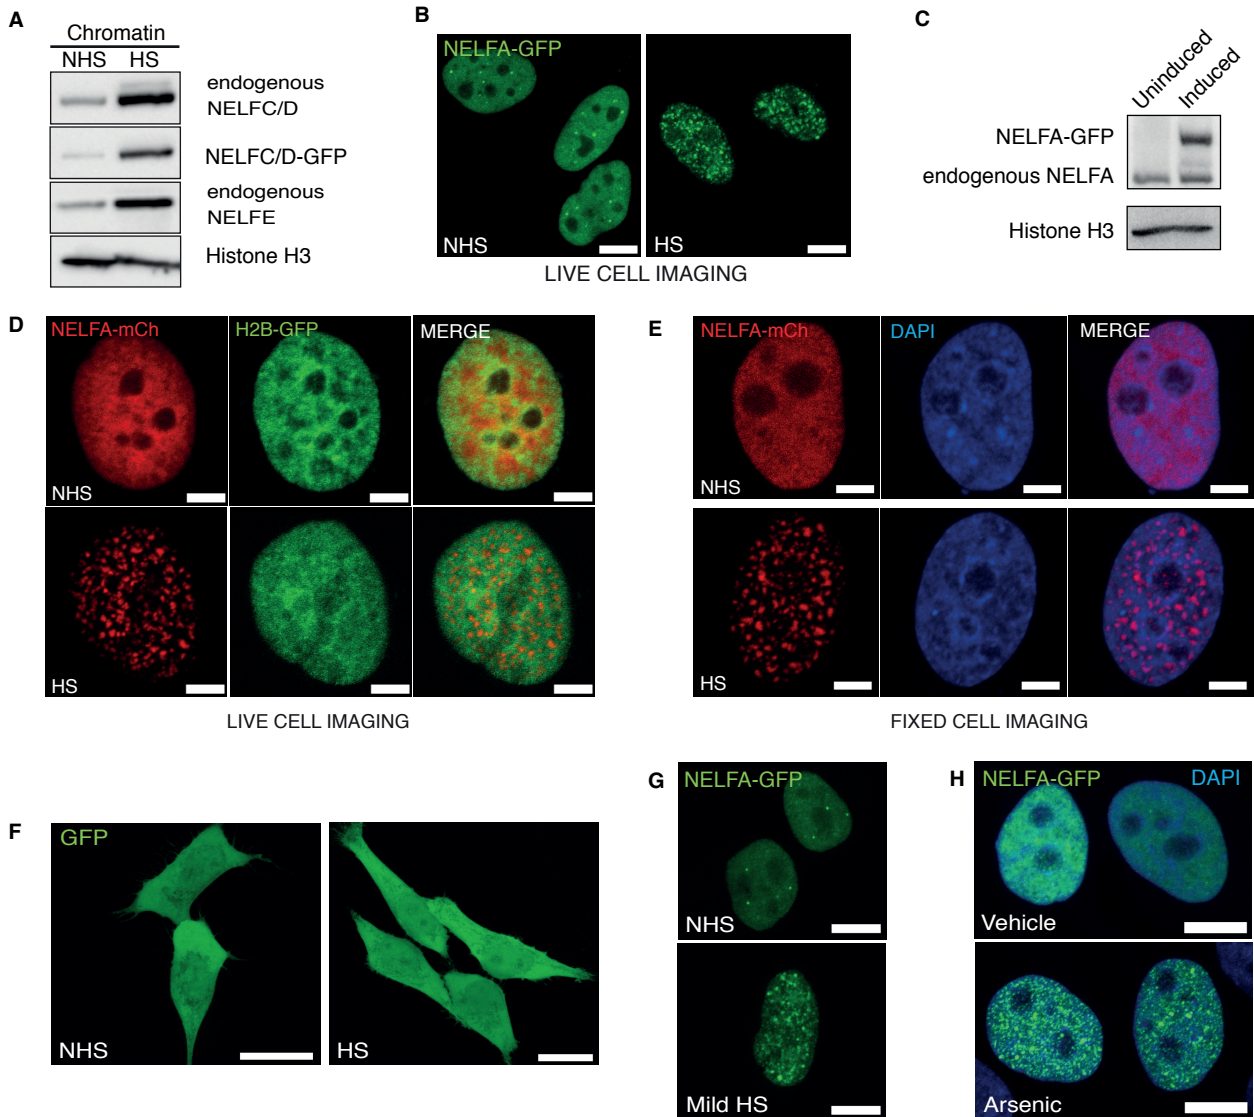 A
Chromatin
NHS HS
endogenous
NELFC/D
NELFC/D-GFP
endogenous
NELFE
Histone H3
B
NELFA-GFP
NHS
HS
LIVE CELL IMAGING
C
Uninduced
Induced
NELFA-GFP
endogenous NELFA
Histone H3
D
NELFA-mCh
H2B-GFP
MERGE
NHS
HS
LIVE CELL IMAGING
E
NELFA-mCh
DAPI
MERGE
NHS
HS
FIXED CELL IMAGING
F
GFP
NHS
HS
G
NELFA-GFP
NHS
Mild HS
H
NELFA-GFP
DAPI
Vehicle
Arsenic